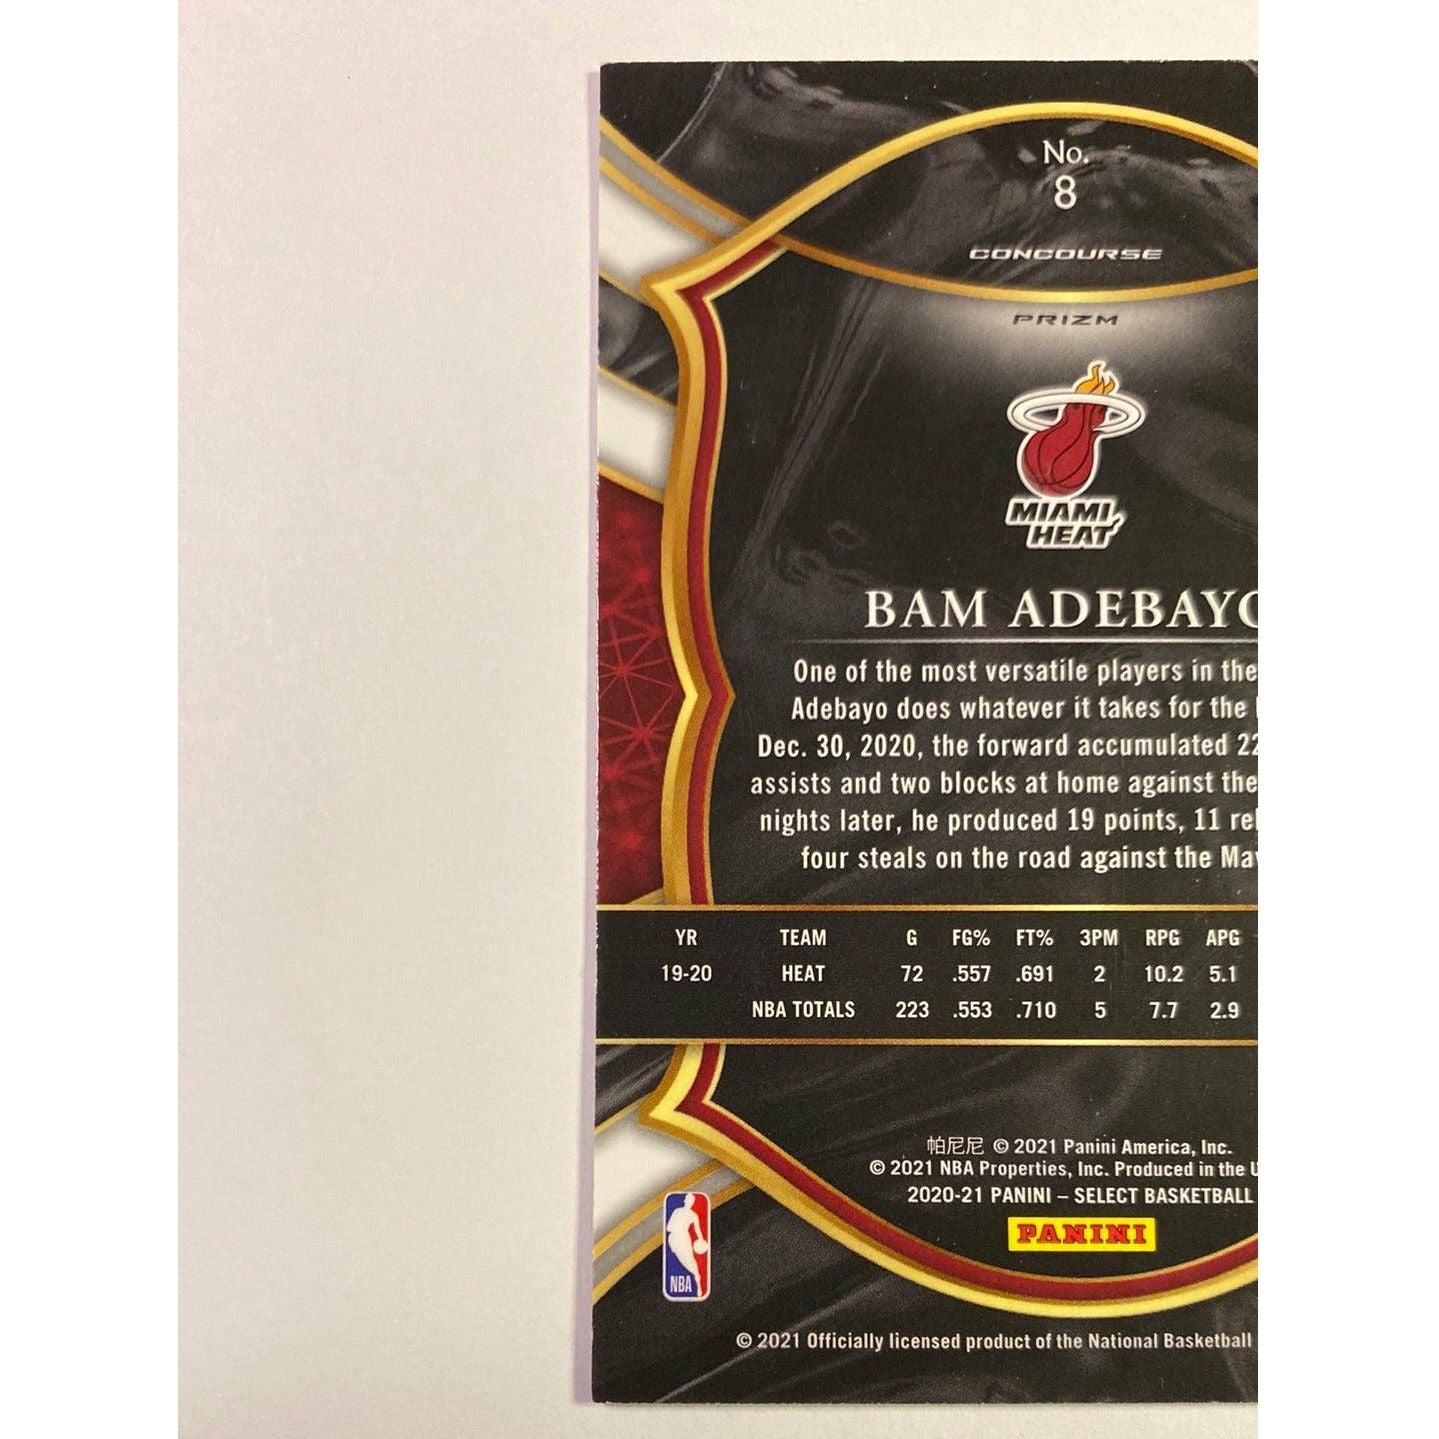 No.
8
CONCOURSE
PRIZM
MIAMI
HEAT
BAM ADEBAYO
One of the most versatile players in the
Adebayo does whatever it takes for the
Dec. 30, 2020, the forward accumulated 22
assists and two blocks at home against the
nights later, he produced 19 points, 11
four steals on the road against the
YR TEAM G FG% FT% 3PM RPG APG
19-20 HEAT 72 .557 .691 2 10.2 5.1
NBA TOTALS 223 .553 .710 5 7.7 2.9
帕尼尼 © 2021 Panini America, Inc.
© 2021 NBA Properties, Inc. Produced in the
2020-21 PANINI – SELECT BASKETBALL
PANINI
NBA
© 2021 Officially licensed product of the National Basketball